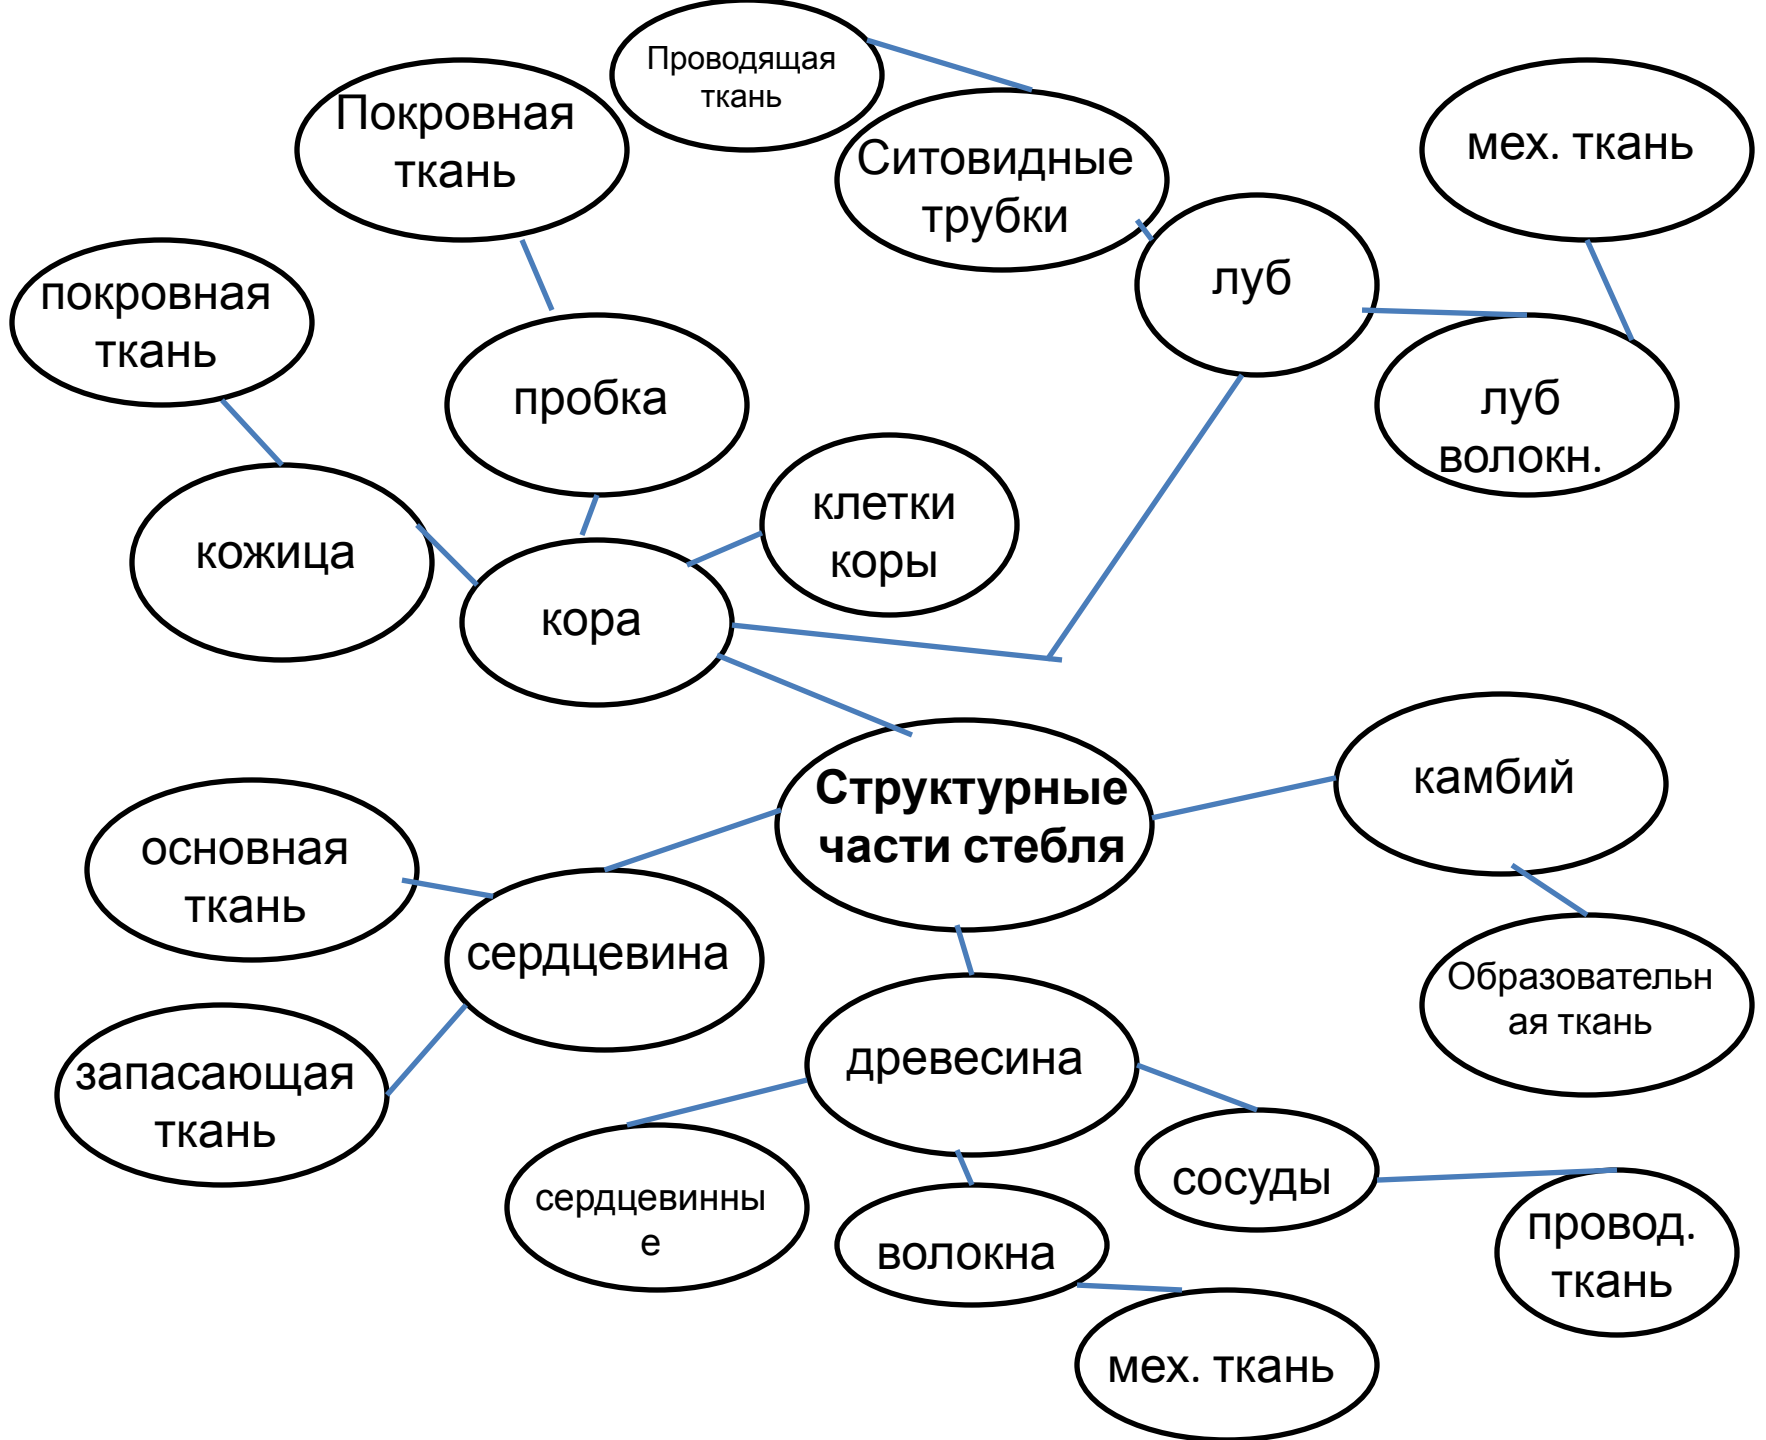 Проводящая
ткань
Покровная
ткань
Ситовидные
трубки
мех. ткань
луб
покровная
ткань
пробка
луб
волокн.
клетки
коры
кожица
кора
Структурные
части стебля
камбий
основная
ткань
сердцевина
Образовательн
ая ткань
запасающая
ткань
древесина
сосуды
сердцевинны
е
волокна
провод.
ткань
мех. ткань